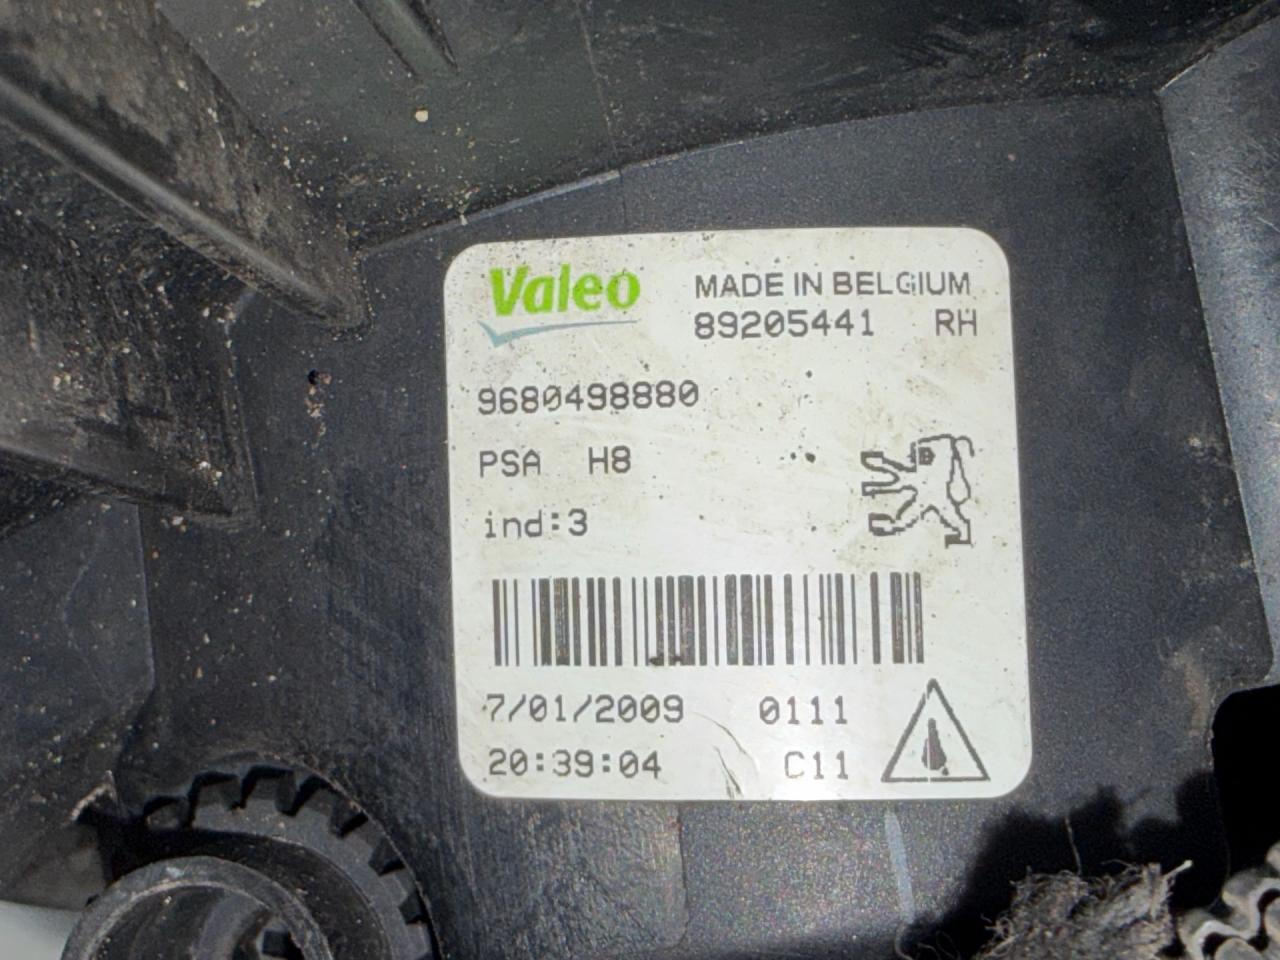 Valeo
MADE IN BELGIUM
89205441 RH
9680498880
PSA H8
ind:3
7/01/2009 0111
20:39:04 C11